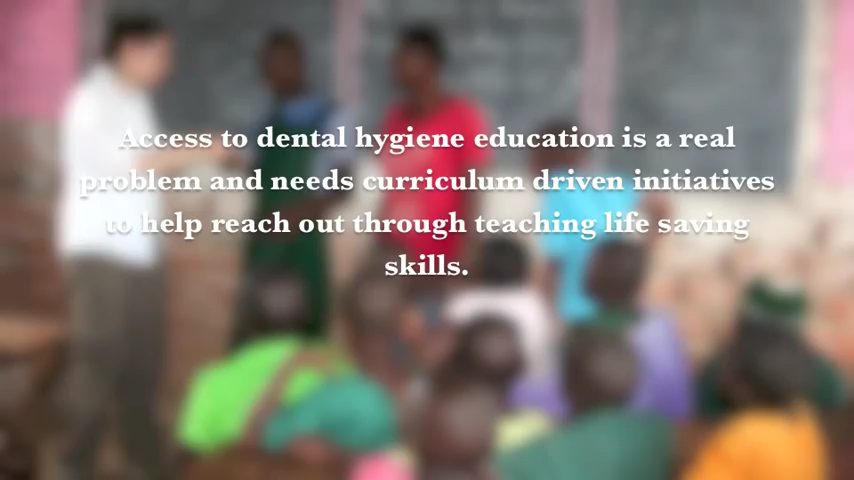 Access to dental hygiene education is a real
problem and needs curriculum driven initiatives
to help reach out through teaching life saving
skills.